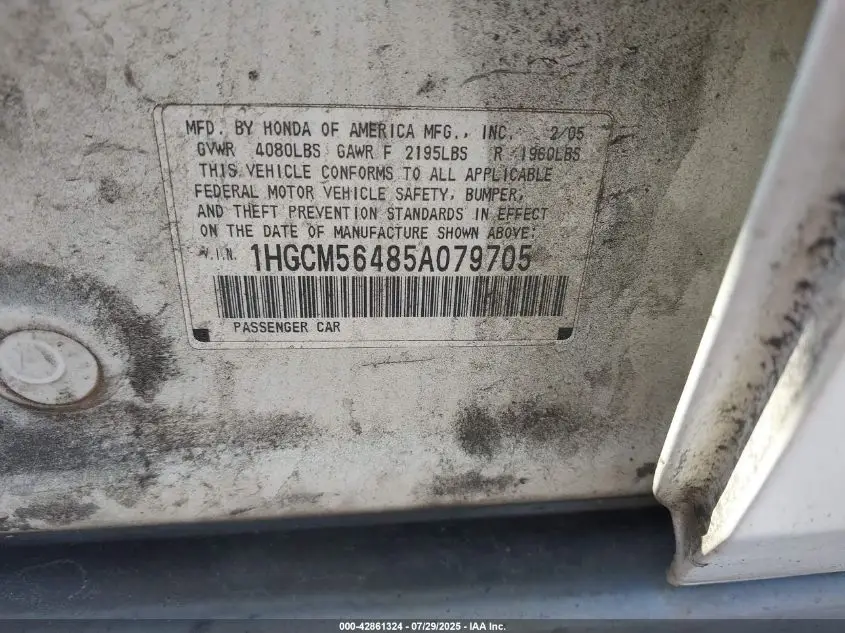 MFD. BY HONDA OF AMERICA MFG., INC. 2/05
GVWR 4080LBS GAWR F 2195LBS R 1960LBS
THIS VEHICLE CONFORMS TO ALL APPLICABLE
FEDERAL MOTOR VEHICLE SAFETY, BUMPER,
AND THEFT PREVENTION STANDARDS IN EFFECT
ON THE DATE OF MANUFACTURE SHOWN ABOVE:
V.I.N. 1HGCM56485A079705
PASSENGER CAR
000-42861324 | 07/29/2025 | IAA Inc.